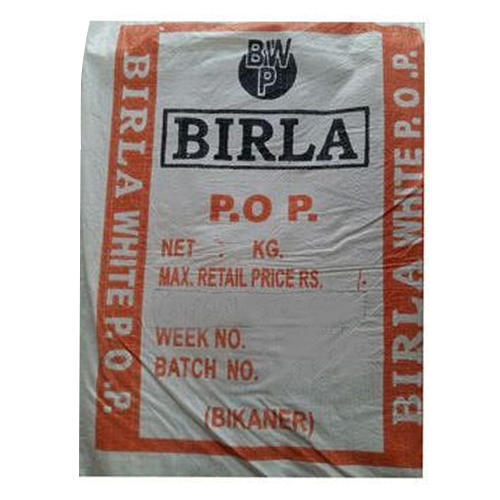 BWP
BIRLA
P.O P.
NET : KG.
MAX. RETAIL PRICE RS. /-
WEEK NO.
BATCH NO.
(BIKANER)
BIRLA WHITE P.O.P.
BIRLA WHITE P.O.P.